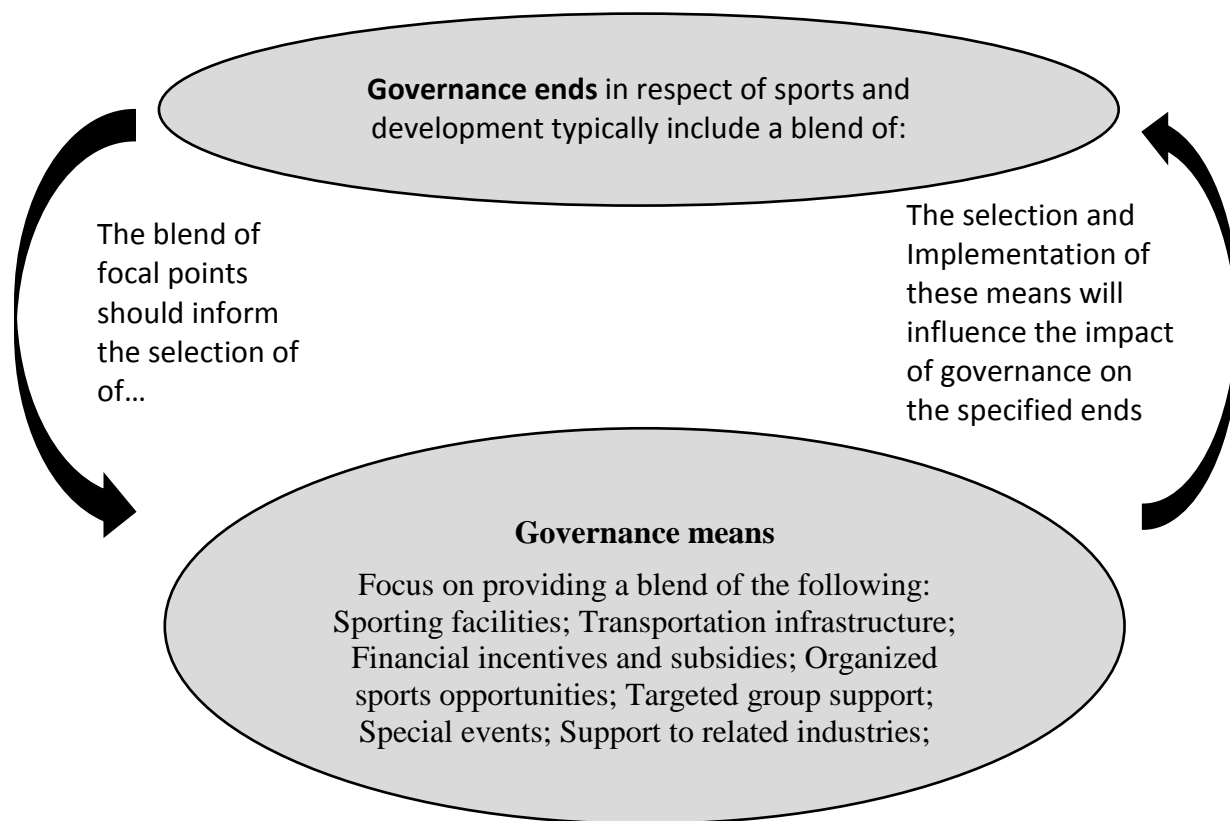 Governance ends in respect of sports and
development typically include a blend of:
The blend of
focal points
should inform
the selection of
of…
The selection and
Implementation of
these means will
influence the impact
of governance on
the specified ends
Governance means
Focus on providing a blend of the following:
Sporting facilities; Transportation infrastructure;
Financial incentives and subsidies; Organized
sports opportunities; Targeted group support;
Special events; Support to related industries;